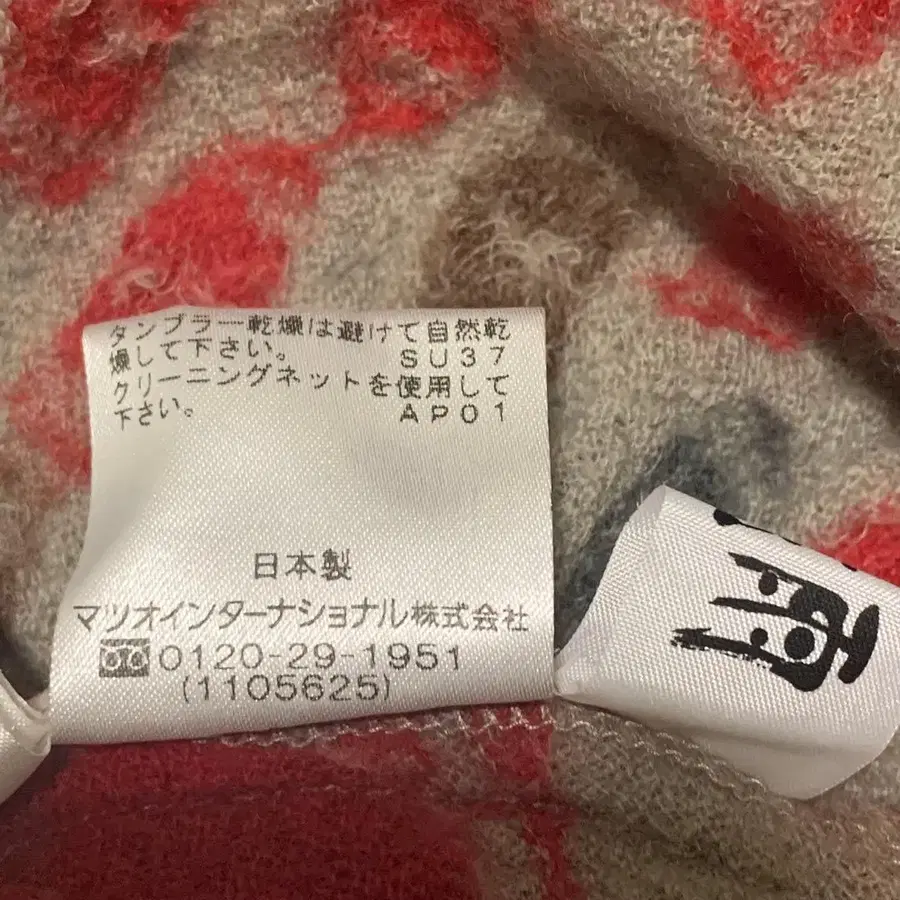 タンブラー乾燥は避けて自然乾
燥して下さい。 SU37
クリーニングネットを使用して
下さい。 AP01
日本製
マツオインターナショナル株式会社
0120-29-1951
(1105625)